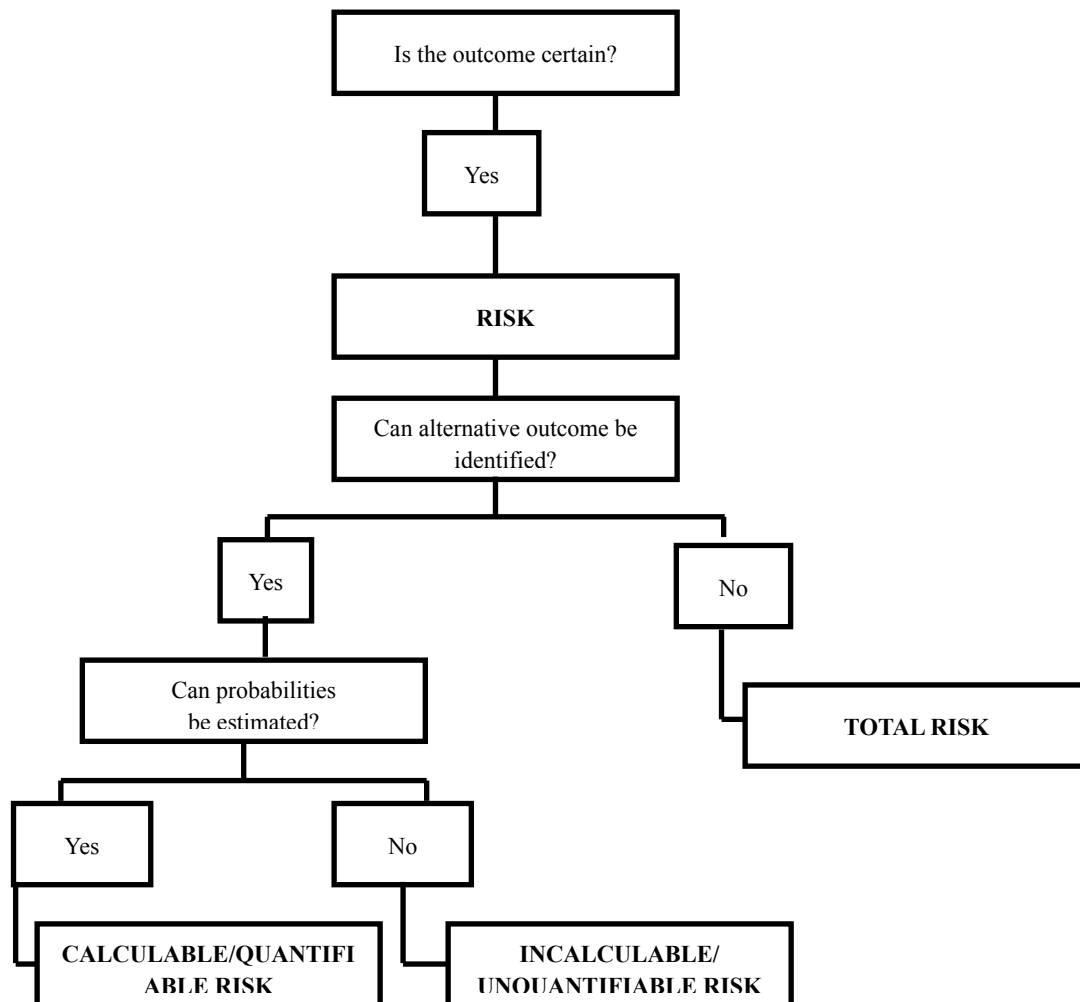 Is the outcome certain?
Yes
RISK
Can alternative outcome be
identified?
Yes
No
Can probabilities
be estimated?
TOTAL RISK
Yes
No
CALCULABLE/QUANTIFI
ABLE RISK
INCALCULABLE/
UNQUANTIFIABLE RISK